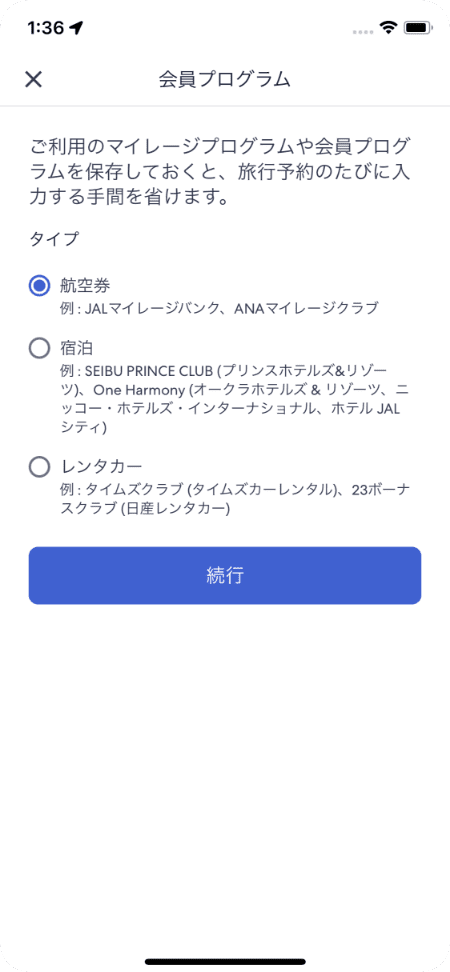 1:36
会員プログラム
ご利用のマイレージプログラムや会員プログ
ラムを保存しておくと、旅行予約のたびに入
力する手間を省けます。
タイプ
航空券
例 : JALマイレージバンク、ANAマイレージクラブ
宿泊
例 : SEIBU PRINCE CLUB (プリンスホテルズ&リゾー
ツ)、One Harmony (オークラホテルズ & リゾーツ、ニ
ッコー・ホテルズ・インターナショナル、ホテル JAL
シティ)
レンタカー
例 : タイムズクラブ (タイムズカーレンタル)、23ボーナ
スクラブ (日産レンタカー)
続行